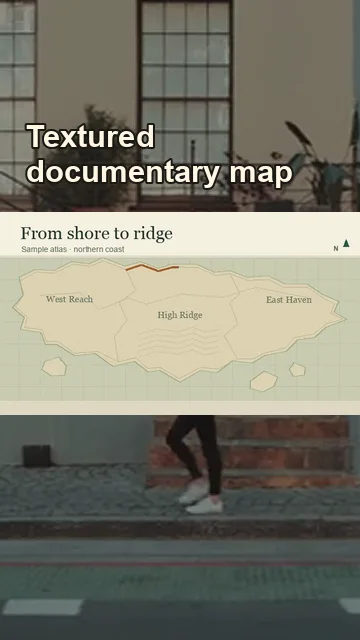 Textured
documentary map
From shore to ridge
Sample atlas · northern coast
N
West Reach
East Haven
High Ridge